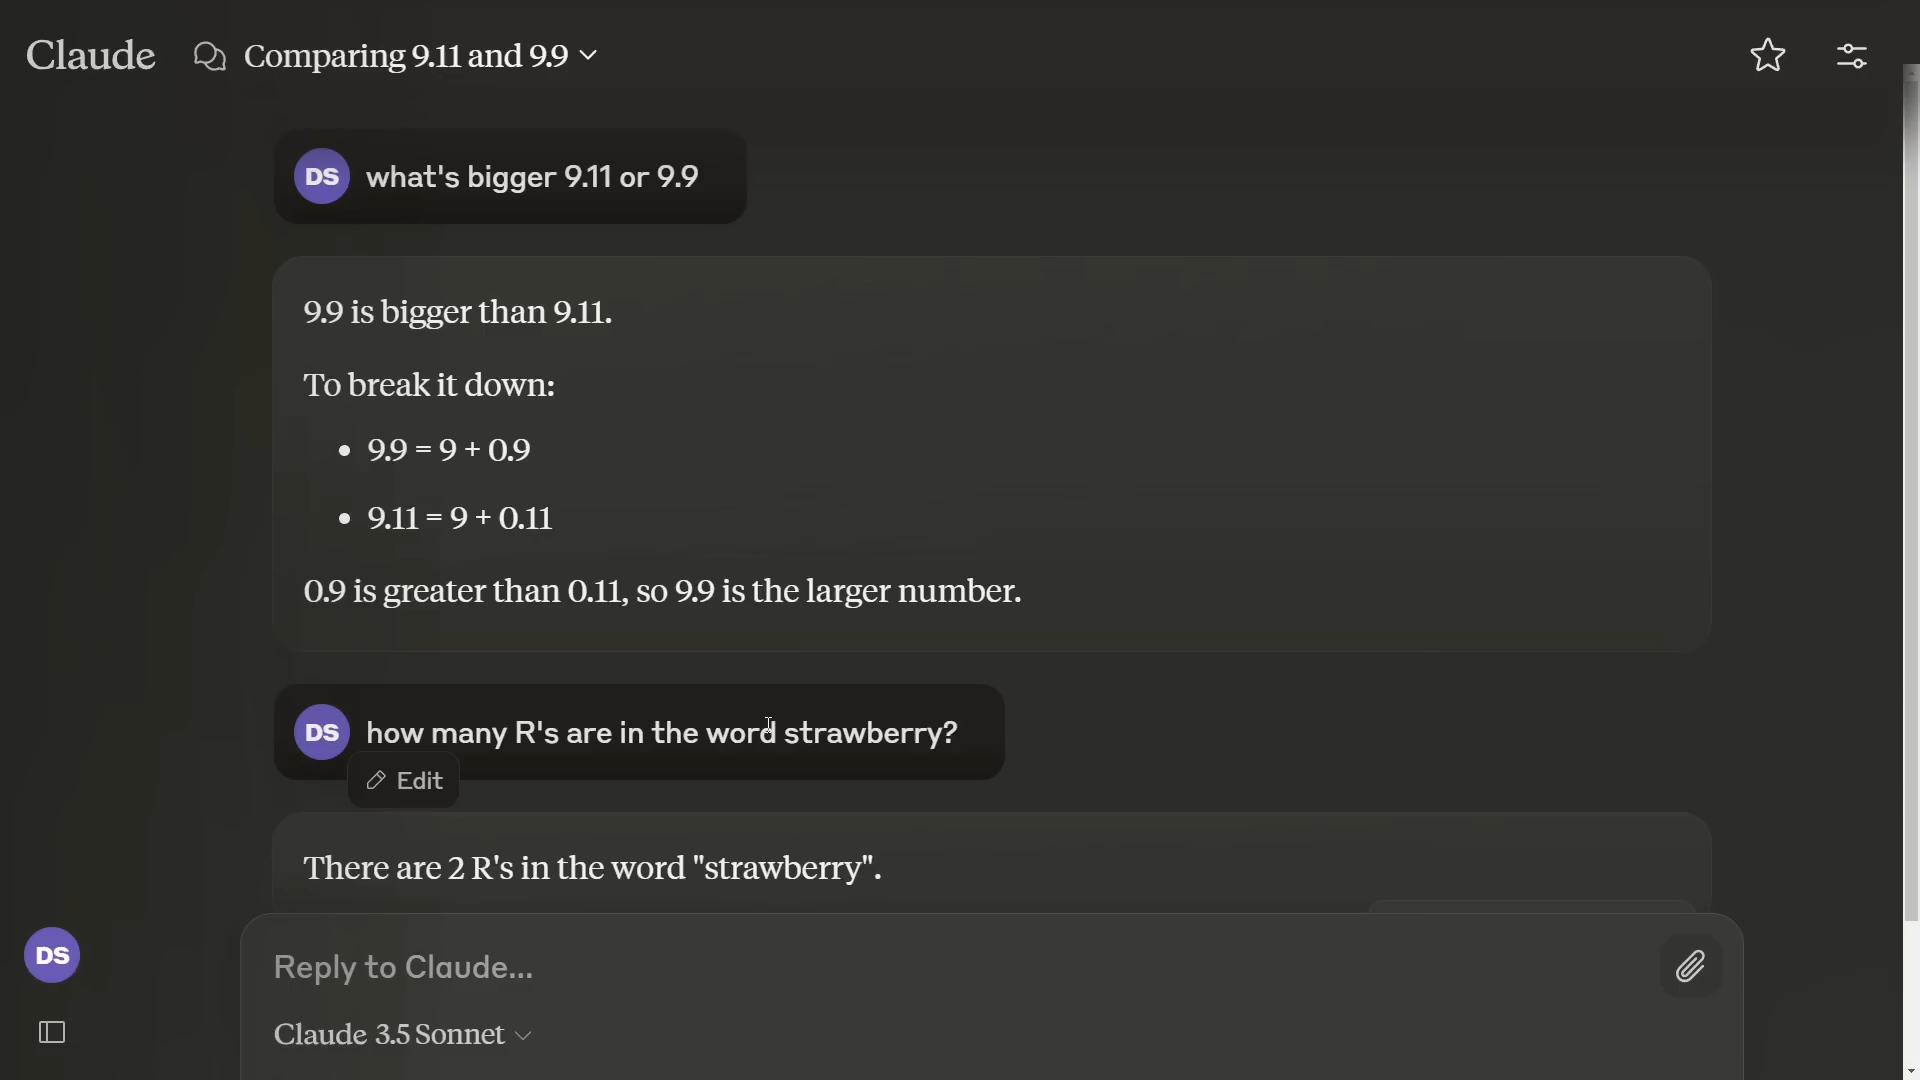 Claude
Comparing 9.11 and 9.9
DS
what's bigger 9.11 or 9.9
9.9 is bigger than 9.11.
To break it down:
• 9.9 = 9 + 0.9
• 9.11 = 9 + 0.11
0.9 is greater than 0.11, so 9.9 is the larger number.
DS
how many R's are in the word strawberry?
Edit
There are 2 R's in the word "strawberry".
DS
Reply to Claude...
Claude 3.5 Sonnet